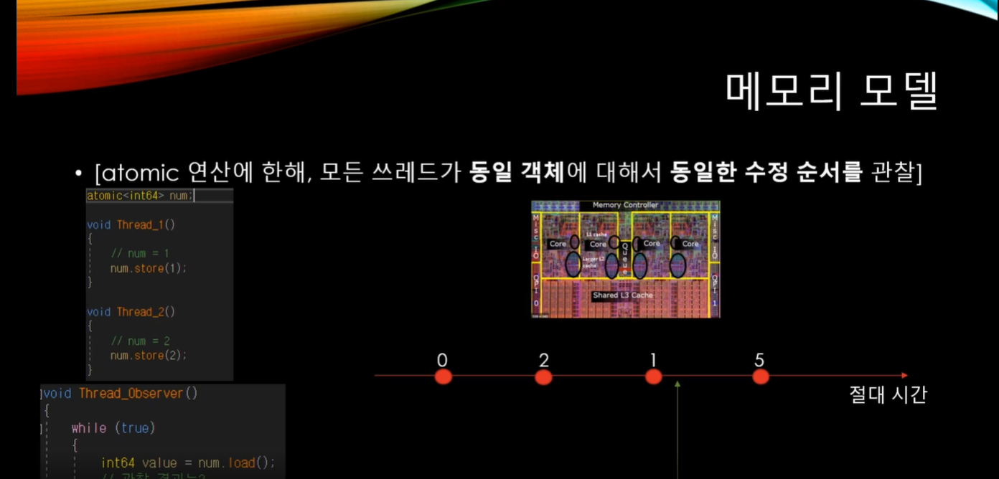 메모리 모델
• [atomic 연산에 한해, 모든 쓰레드가 동일 객체에 대해서 동일한 수정 순서를 관찰]
atomic<int64> num;
void Thread_1()
{
// num = 1
num.store(1);
}
void Thread_2()
{
// num = 2
num.store(2);
}
void Thread_Observer()
{
while (true)
{
int64 value = num.load();
// 관찰 결과는?
Memory Controller
Misc IO
Misc IO
L1 cache
Core
Core
Core
Core
Queue
Larger L2
cache
QPI 0
QPI 1
Shared L3 Cache
0 2 1 5
절대 시간